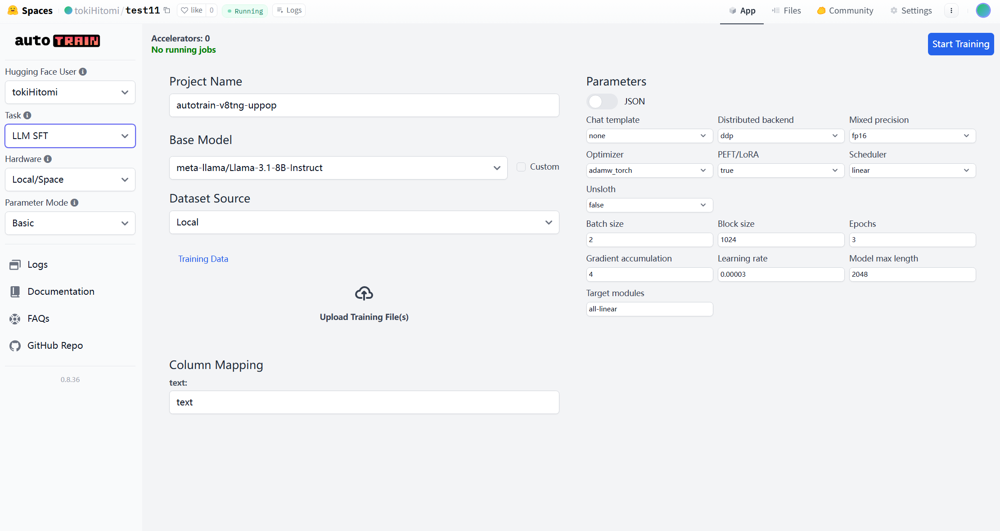 Spaces
tokiHitomi/test11
like 0
Running
Logs
App
Files
Community
Settings
auto TRAIN
Hugging Face User
tokiHitomi
Task
LLM SFT
Hardware
Local/Space
Parameter Mode
Basic
Logs
Documentation
FAQs
GitHub Repo
0.8.36
Accelerators: 0
No running jobs
Start Training
Project Name
autotrain-v8tng-uppop
Base Model
meta-llama/Llama-3.1-8B-Instruct
Custom
Dataset Source
Local
Training Data
Upload Training File(s)
Column Mapping
text:
text
Parameters
JSON
Chat template Distributed backend Mixed precision
none ddp fp16
Optimizer PEFT/LoRA Scheduler
adamw_torch true linear
Unsloth
false
Batch size Block size Epochs
2 1024 3
Gradient accumulation Learning rate Model max length
4 0.00003 2048
Target modules
all-linear